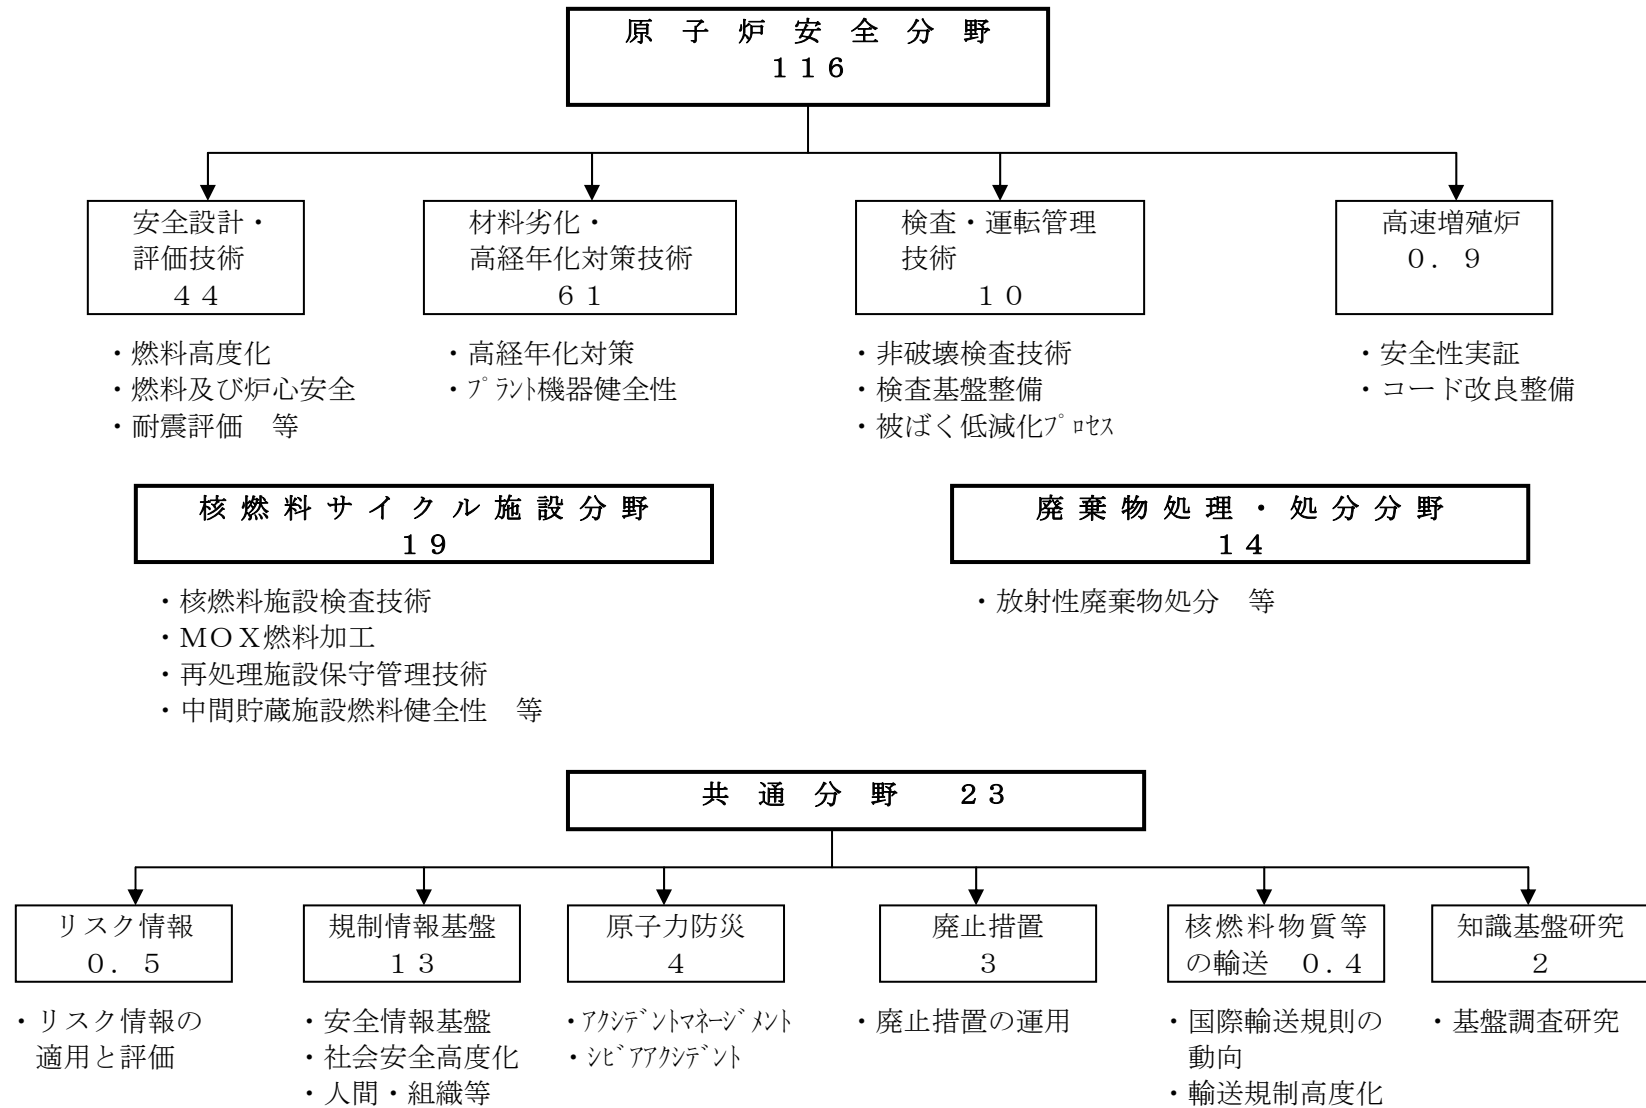 原子炉安全分野
１１６
安全設計・
評価技術
４４
材料劣化・
高経年化対策技術
６１
検査・運転管理
技術
１０
高速増殖炉
０．９
・燃料高度化
・燃料及び炉心安全
・耐震評価　等
・高経年化対策
・ﾌﾟﾗﾝﾄ機器健全性
・非破壊検査技術
・検査基盤整備
・被ばく低減化ﾌﾟﾛｾｽ
・安全性実証
・コード改良整備
核燃料サイクル施設分野
１９
・核燃料施設検査技術
・ＭＯＸ燃料加工
・再処理施設保守管理技術
・中間貯蔵施設燃料健全性　等
廃棄物処理・処分分野
１４
・放射性廃棄物処分　等
共通分野　２３
リスク情報
０．５
規制情報基盤
１３
原子力防災
４
廃止措置
３
核燃料物質等
の輸送　０.４
知識基盤研究
２
・リスク情報の
適用と評価
・安全情報基盤
・社会安全高度化
・人間・組織等
・ｱｸｼﾃﾞﾝﾄﾏﾈｰｼﾞﾒﾝﾄ
・ｼﾋﾞｱｱｸｼﾃﾞﾝﾄ
・廃止措置の運用
・国際輸送規則の
動向
・輸送規制高度化
・基盤調査研究